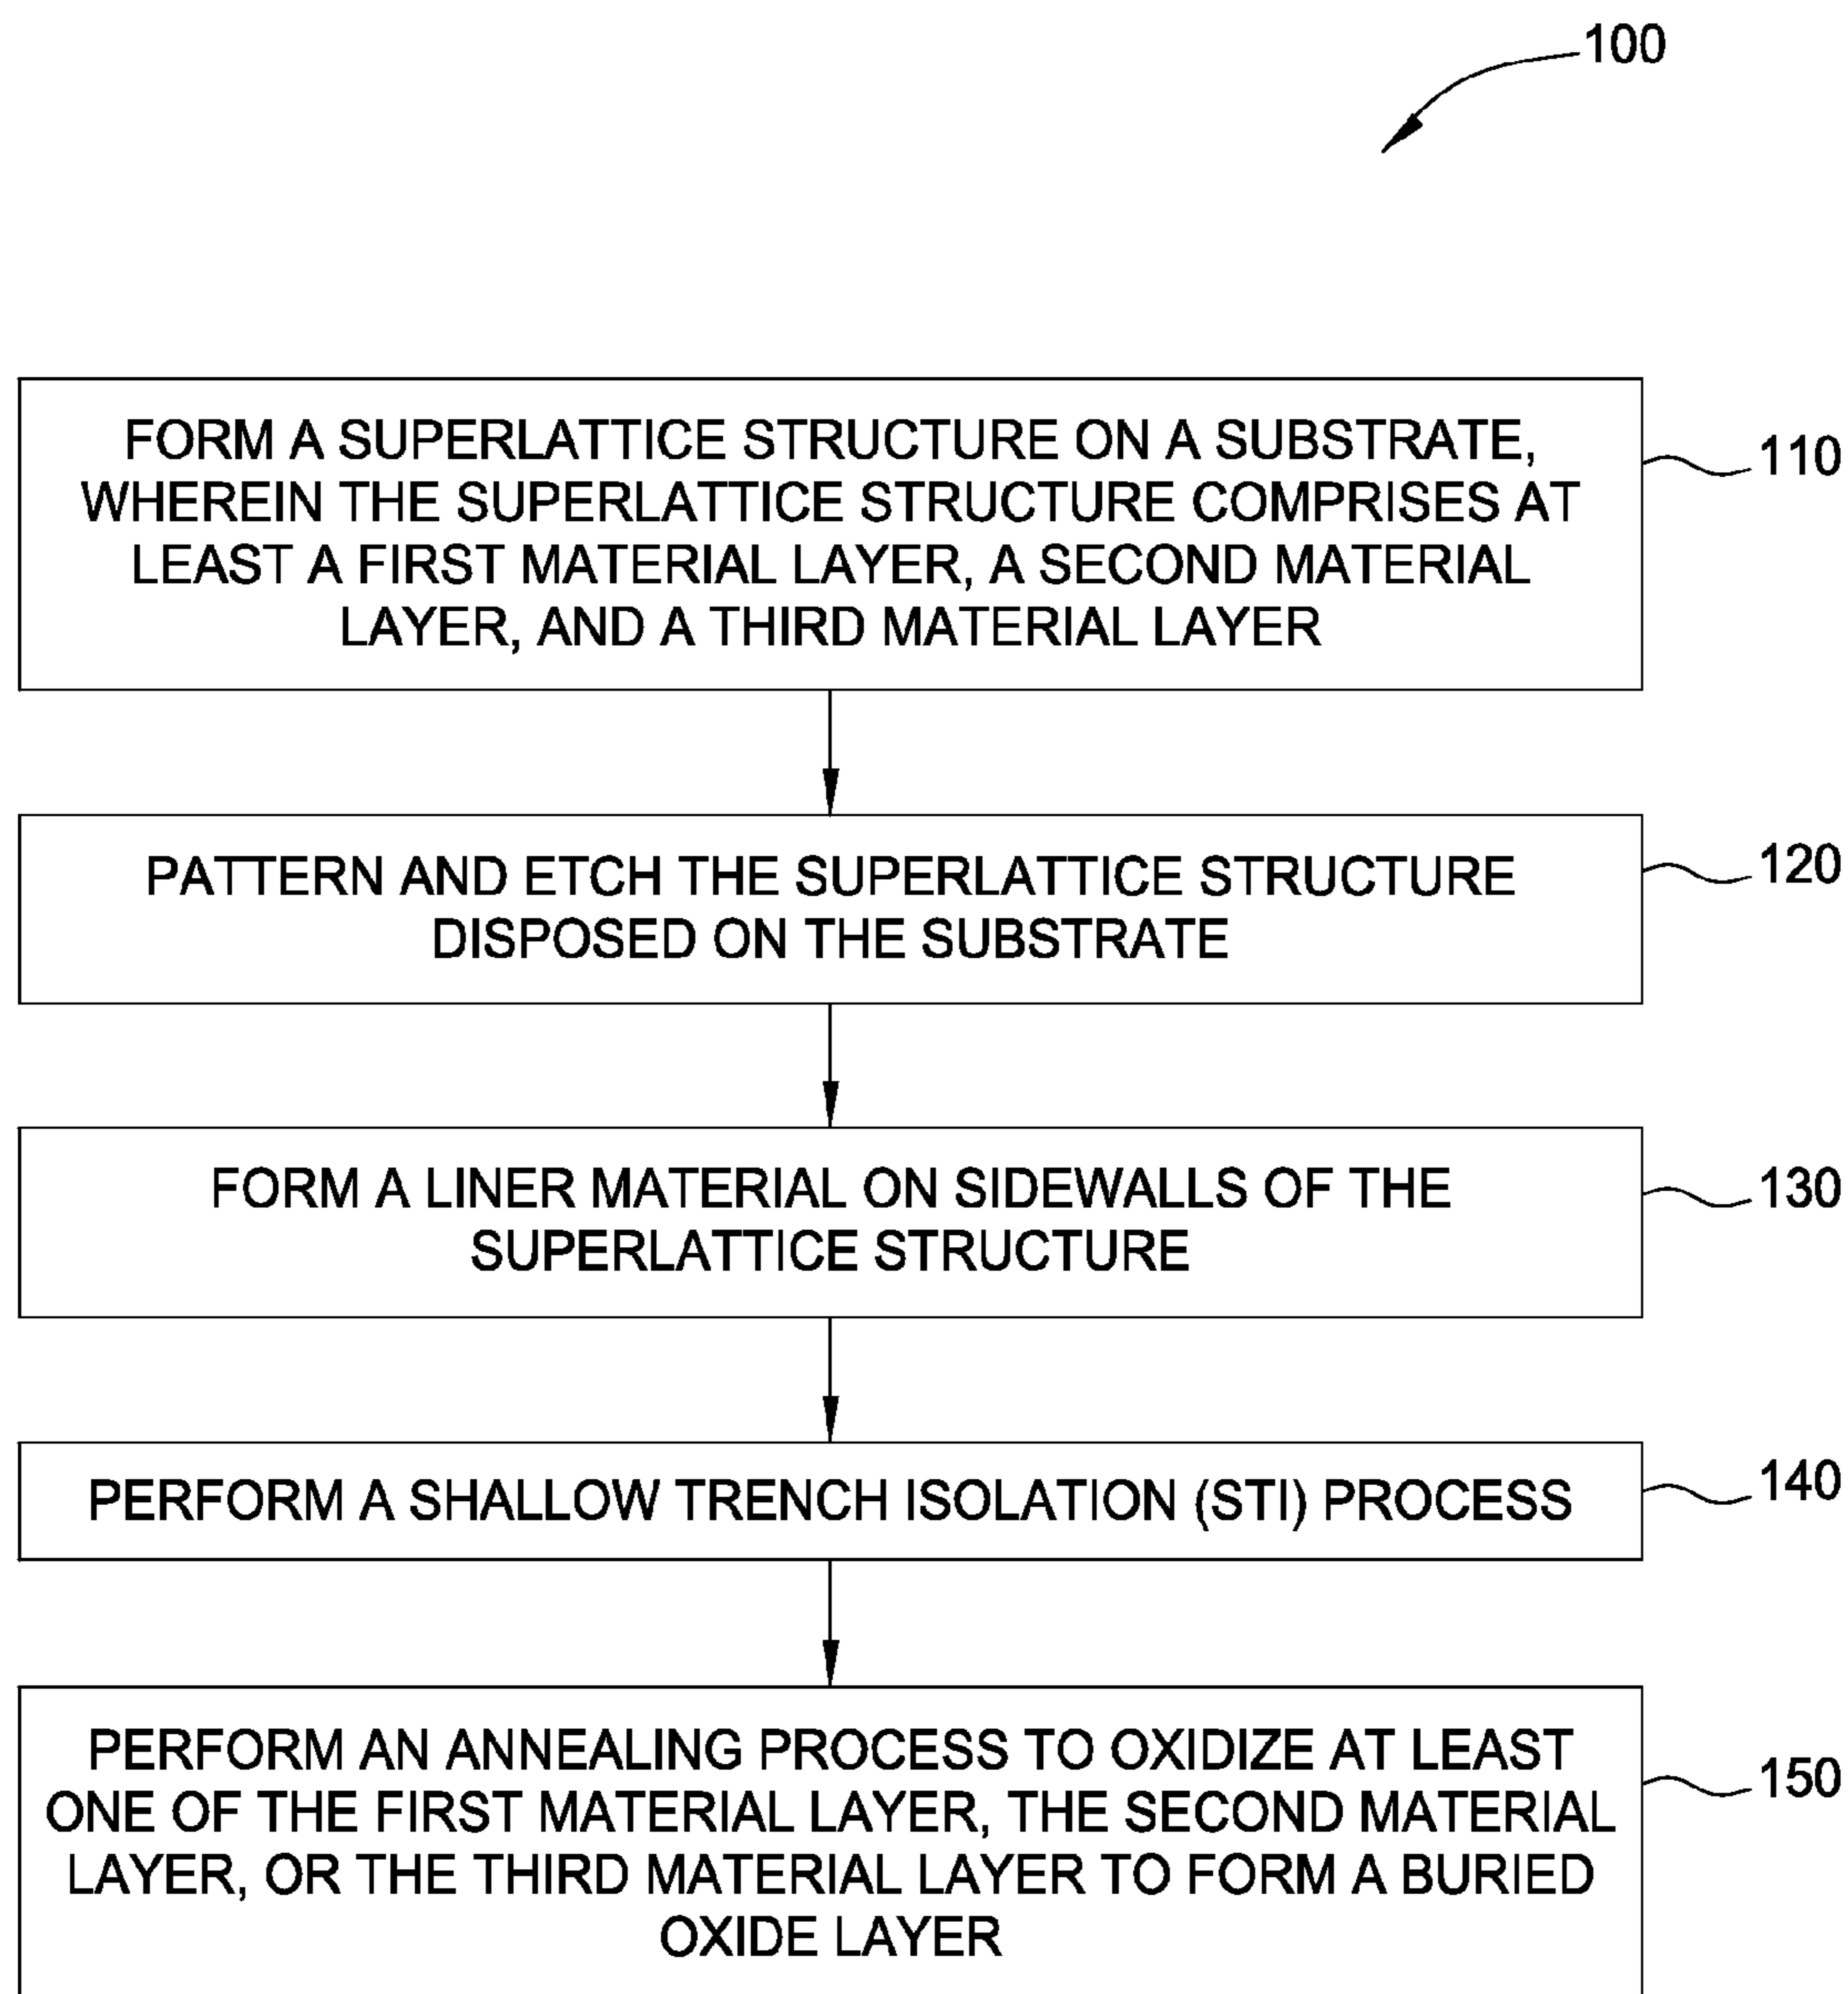 100
FORM A SUPERLATTICE STRUCTURE ON A SUBSTRATE,
WHEREIN THE SUPERLATTICE STRUCTURE COMPRISES AT
LEAST A FIRST MATERIAL LAYER, A SECOND MATERIAL
LAYER, AND A THIRD MATERIAL LAYER
110
PATTERN AND ETCH THE SUPERLATTICE STRUCTURE
DISPOSED ON THE SUBSTRATE
120
FORM A LINER MATERIAL ON SIDEWALLS OF THE
SUPERLATTICE STRUCTURE
130
PERFORM A SHALLOW TRENCH ISOLATION (STI) PROCESS
140
PERFORM AN ANNEALING PROCESS TO OXIDIZE AT LEAST
ONE OF THE FIRST MATERIAL LAYER, THE SECOND MATERIAL
LAYER, OR THE THIRD MATERIAL LAYER TO FORM A BURIED
OXIDE LAYER
150